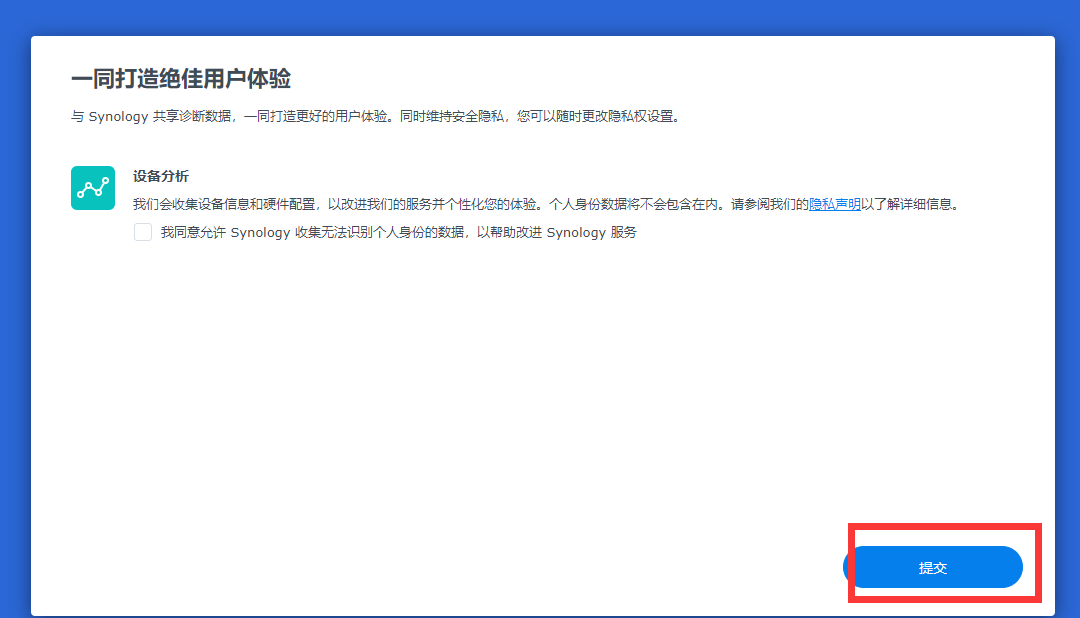 一同打造绝佳用户体验
与 Synology 共享诊断数据，一同打造更好的用户体验。同时维持安全隐私，您可以随时更改隐私权设置。
设备分析
我们会收集设备信息和硬件配置，以改进我们的服务并个性化您的体验。个人身份数据将不会包含在内。请参阅我们的隐私声明以了解详细信息。
我同意允许 Synology 收集无法识别个人身份的数据，以帮助改进 Synology 服务
提交